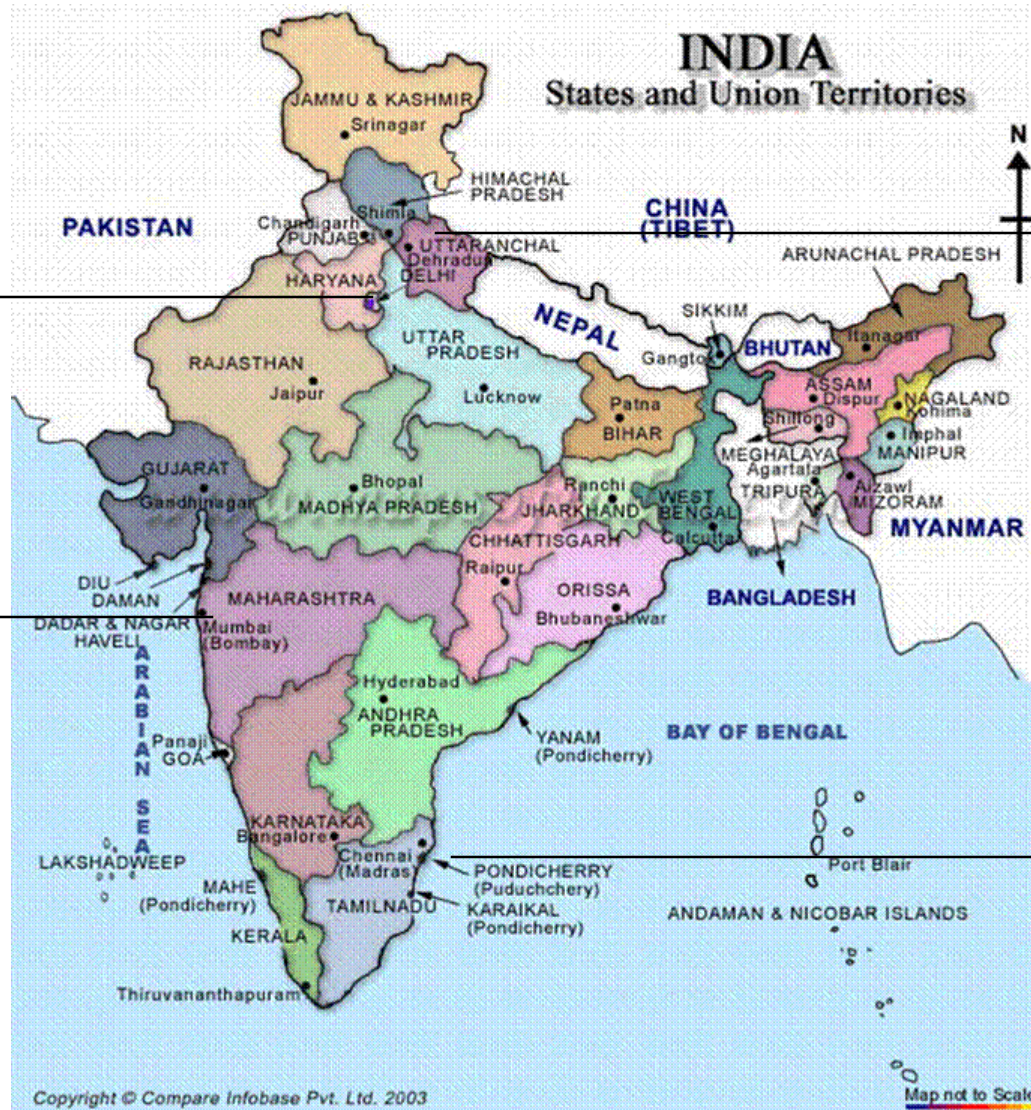 INDIA
States and Union Territories
N
JAMMU & KASHMIR
Srinagar
HIMACHAL
PRADESH
PAKISTAN
CHINA
(TIBET)
Chandigarh
Shimla
PUNJAB
UTTARANCHAL
Dehradun
ARUNACHAL PRADESH
HARYANA
DELHI
SIKKIM
NEPAL
Itanagar
UTTAR
PRADESH
BHUTAN
Gangto
RAJASTHAN
Jaipur
Lucknow
ASSAM
Dispur
NAGALAND
Kohima
Patna
BIHAR
Shillong
Imphal
MANIPUR
MEGHALAYA
Agartala
TRIPURA
Aizawl
MIZORAM
GUJARAT
Gandhinagar
Bhopal
MADHYA PRADESH
Ranchi
JHARKHAND
WEST
BENGAL
Calcutta
MYANMAR
CHHATTISGARH
Raipur
ORISSA
Bhubaneshwar
BANGLADESH
DIU
DAMAN
MAHARASHTRA
DADAR & NAGAR
HAVELI
Mumbai
(Bombay)
ARABIAN SEA
Hyderabad
ANDHRA
PRADESH
YANAM
(Pondicherry)
BAY OF BENGAL
Panaji
GOA
KARNATAKA
Bangalore
LAKSHADWEEP
Chennai
(Madras)
PONDICHERRY
(Puduchchery)
Port Blair
MAHE
(Pondicherry)
TAMILNADU
KARAIKAL
(Pondicherry)
ANDAMAN & NICOBAR ISLANDS
KERALA
Thiruvananthapuram
Copyright © Compare Infobase Pvt. Ltd. 2003
Map not to Scale